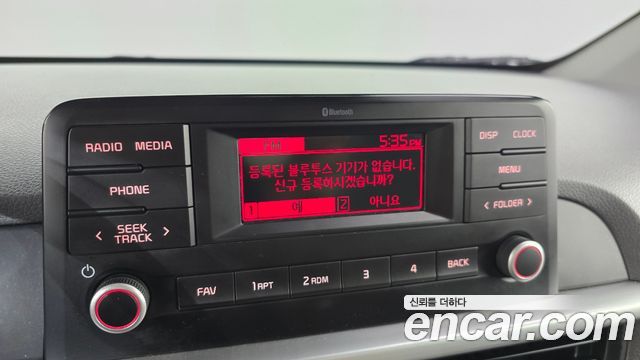 Bluetooth
RADIO MEDIA
5:35 PM
DISP CLOCK
등록된 블루투스 기기가 없습니다.
신규 등록하시겠습니까?
PHONE
MENU
1 예 2 아니요
FOLDER
SEEK
TRACK
FAV 1 RPT 2 RDM 3 4 BACK
신뢰를 더하다
encar.com